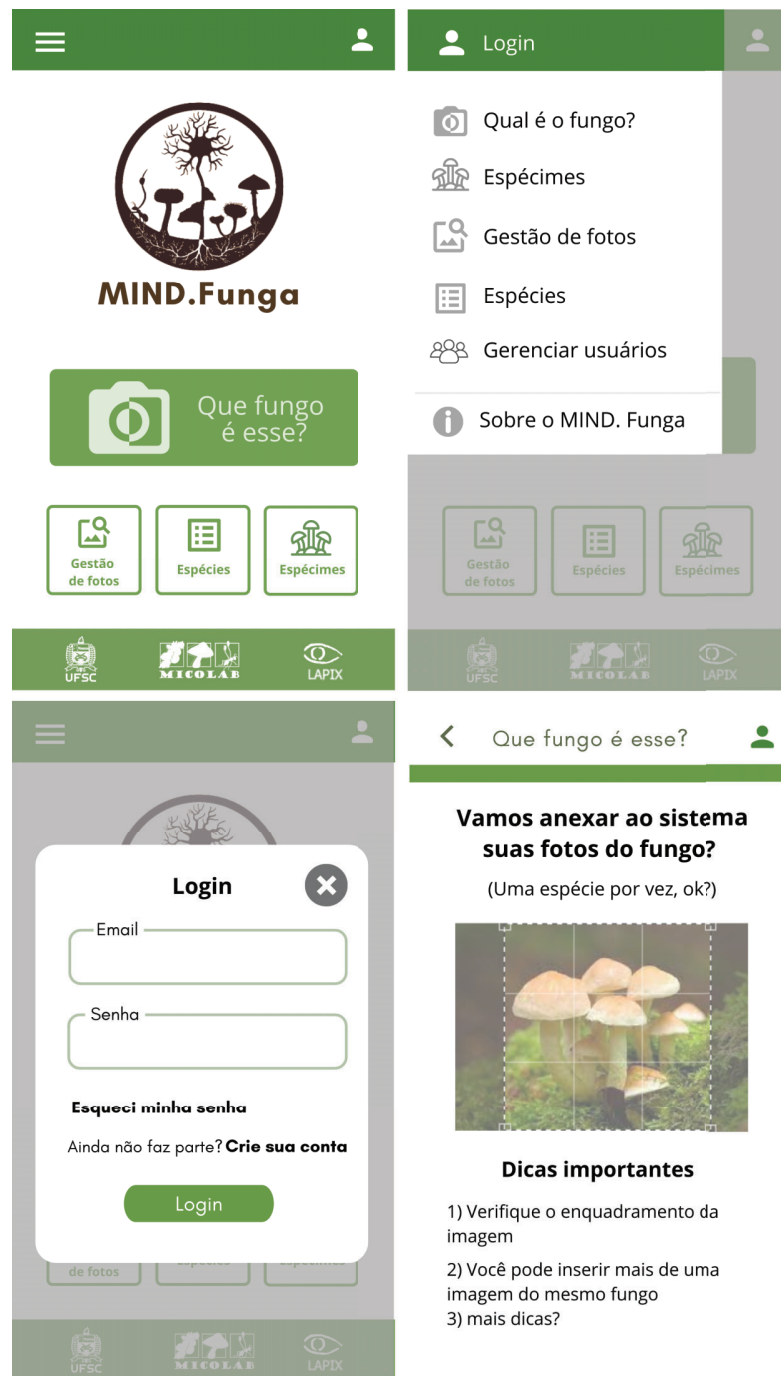 MIND.Funga
Que fungo
é esse?
Gestão
de fotos
Espécies
Espécimes
UFSC
MICOLAB
LAPIX
Login
Qual é o fungo?
Espécimes
Gestão de fotos
Espécies
Gerenciar usuários
Sobre o MIND. Funga
Gestão
de fotos
Espécies
Espécimes
UFSC
MICOLAB
LAPIX
Login
Email
Senha
Esqueci minha senha
Ainda não faz parte? Crie sua conta
Login
de fotos
Espécies
Espécimes
UFSC
MICOLAB
LAPIX
Que fungo é esse?
Vamos anexar ao sistema
suas fotos do fungo?
(Uma espécie por vez, ok?)
Dicas importantes
1) Verifique o enquadramento da
imagem
2) Você pode inserir mais de uma
imagem do mesmo fungo
3) mais dicas?